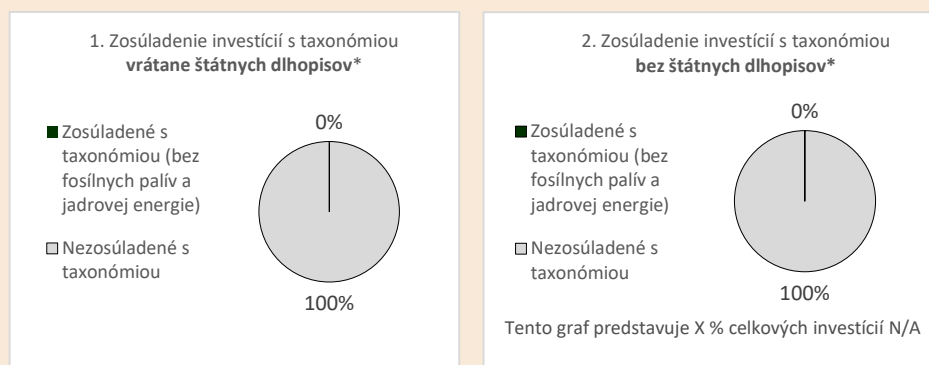 1. Zosúladenie investícií s taxonómiou
vrátane štátnych dlhopisov*
Zosúladené s
taxonómiou (bez
fosílnych palív a
jadrovej energie)
Nezosúladené s
taxonómiou
0%
100%
2. Zosúladenie investícií s taxonómiou
bez štátnych dlhopisov*
Zosúladené s
taxonómiou (bez
fosílnych palív a
jadrovej energie)
Nezosúladené s
taxonómiou
0%
100%
Tento graf predstavuje X % celkových investícií N/A